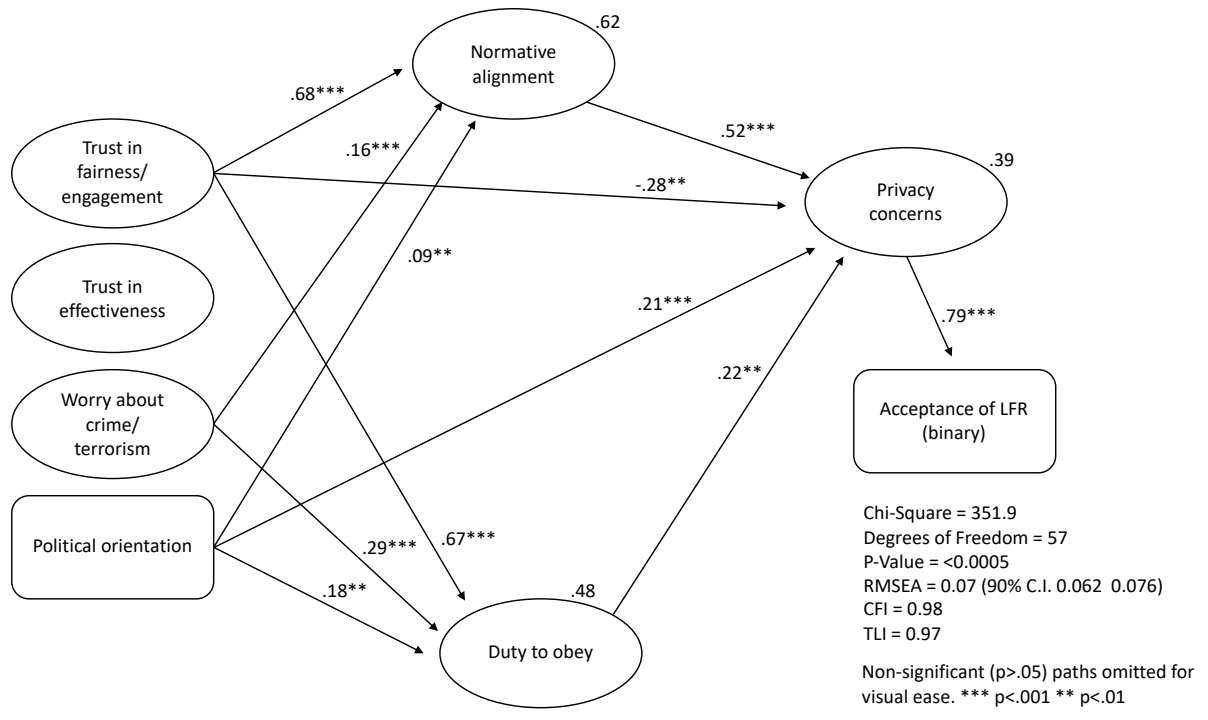 .62
Normative
alignment
.68***
.52***
Trust in
fairness/
engagement
.16***
.39
Privacy
concerns
-.28**
.09**
Trust in
effectiveness
.21***
.79***
.22**
Worry about
crime/
terrorism
Acceptance of LFR
(binary)
Political orientation
.29***
.67***
.18**
.48
Duty to obey
Chi-Square = 351.9
Degrees of Freedom = 57
P-Value = <0.0005
RMSEA = 0.07 (90% C.I. 0.062 0.076)
CFI = 0.98
TLI = 0.97
Non-significant (p>.05) paths omitted for
visual ease. *** p<.001 ** p<.01